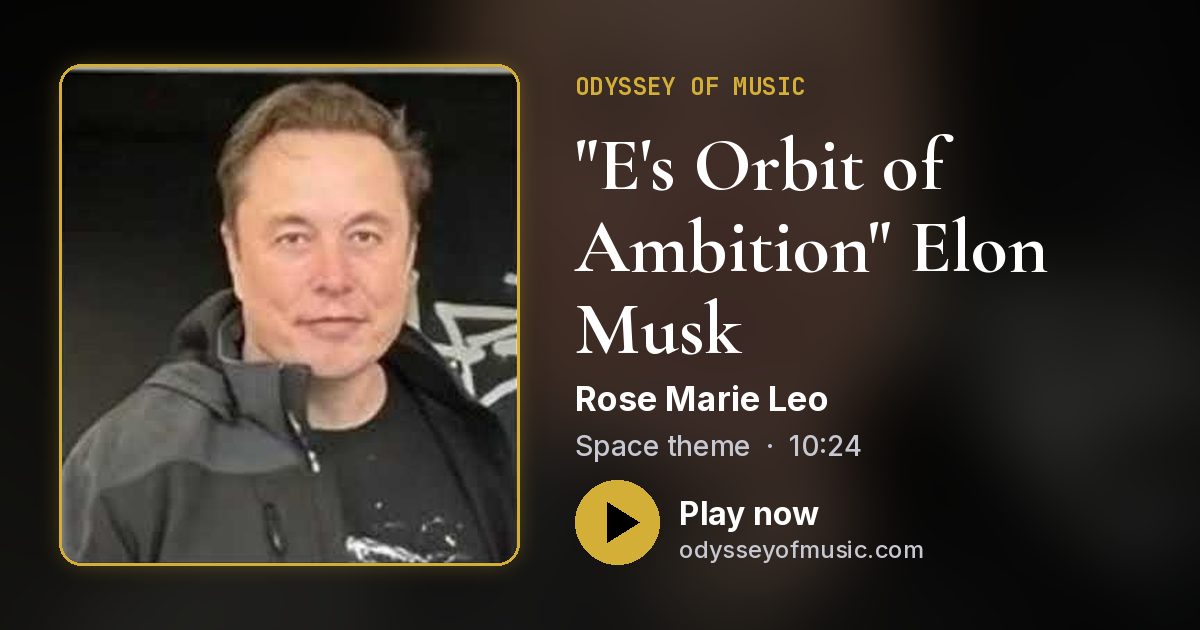 ODYSSEY OF MUSIC
"E's Orbit of
Ambition" Elon
Musk
Rose Marie Leo
Space theme · 10:24
Play now
odysseyofmusic.com